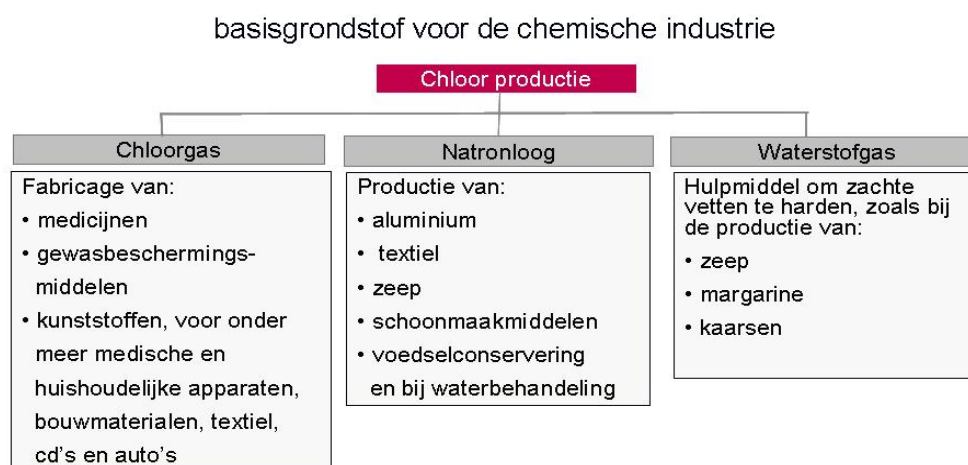 basisgrondstof voor de chemische industrie
Chloor productie
Chloorgas
Fabricage van:
• medicijnen
• gewasbeschermings-
middelen
• kunststoffen, voor onder
meer medische en
huishoudelijke apparaten,
bouwmaterialen, textiel,
cd's en auto's
Natronloog
Productie van:
• aluminium
• textiel
• zeep
• schoonmaakmiddelen
• voedselconservering
en bij waterbehandeling
Waterstofgas
Hulpmiddel om zachte
vetten te harden, zoals bij
de productie van:
• zeep
• margarine
• kaarsen